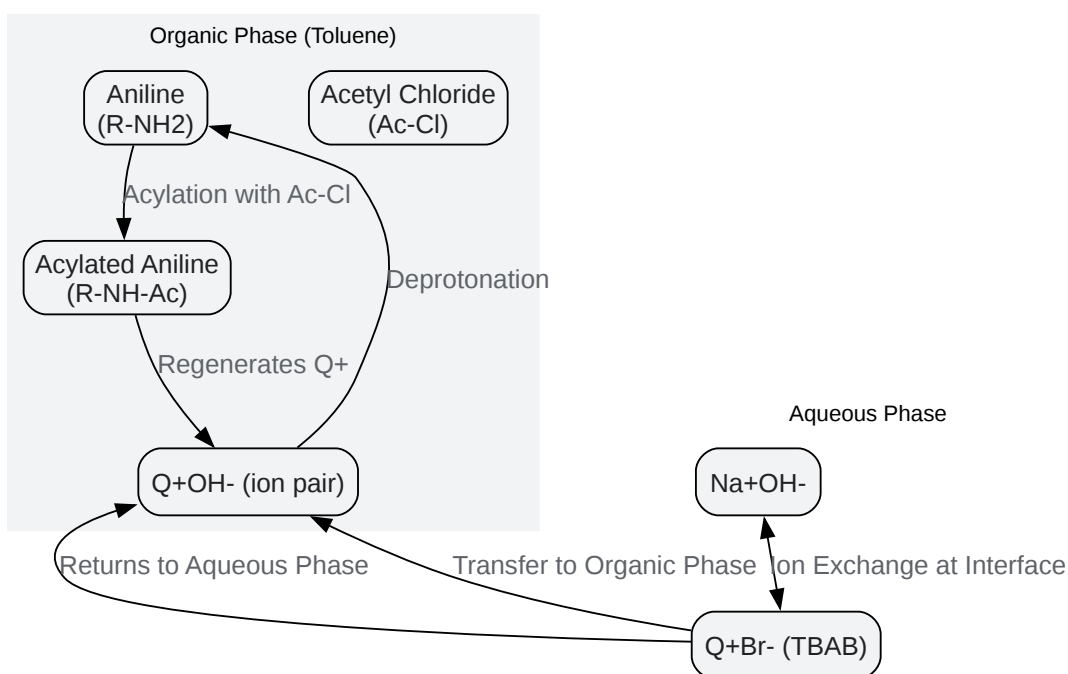 Organic Phase (Toluene)
Aniline
(R-NH2)
Acetyl Chloride
(Ac-Cl)
Acylation with Ac-Cl
Acylated Aniline
(R-NH-Ac)
Deprotonation
Regenerates Q+
Aqueous Phase
Q+OH- (ion pair)
Na+OH-
Returns to Aqueous Phase
Transfer to Organic Phase
Ion Exchange at Interface
Q+Br- (TBAB)